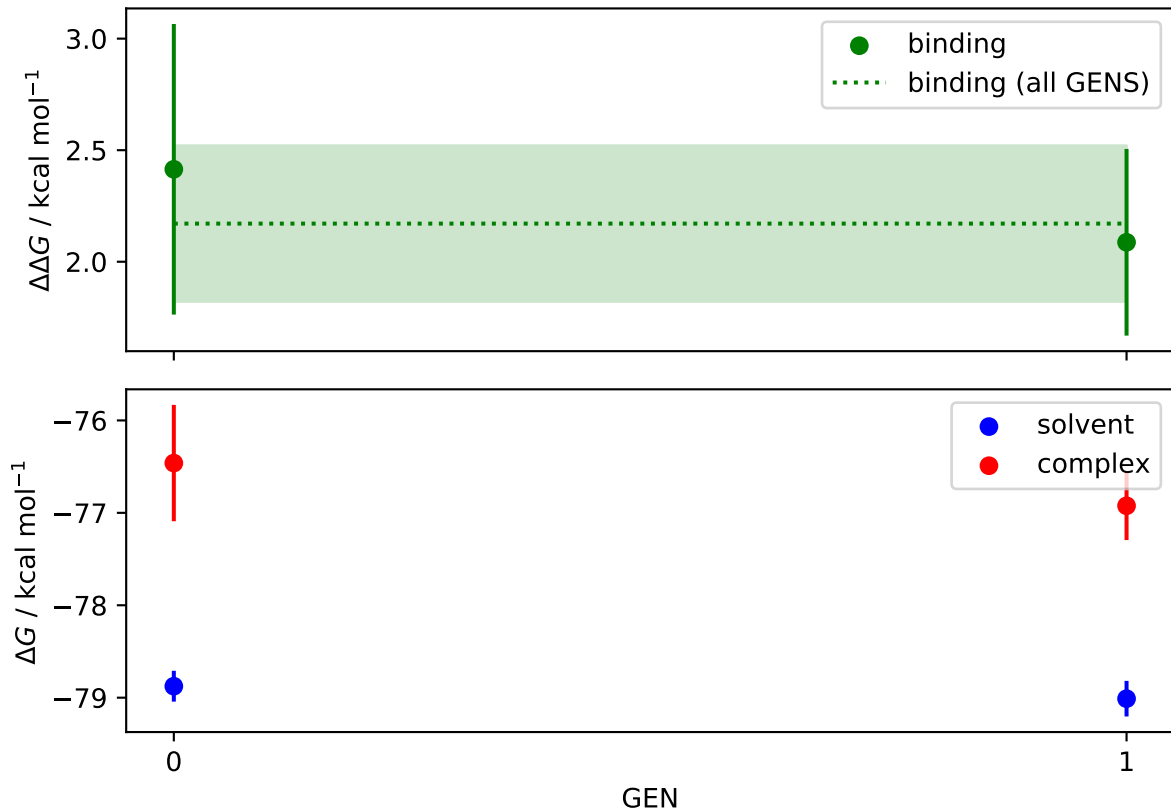 3.0
2.5
2.0
ΔΔG / kcal mol⁻¹
binding
binding (all GENS)
−76
−77
−78
−79
ΔG / kcal mol⁻¹
solvent
complex
0
1
GEN